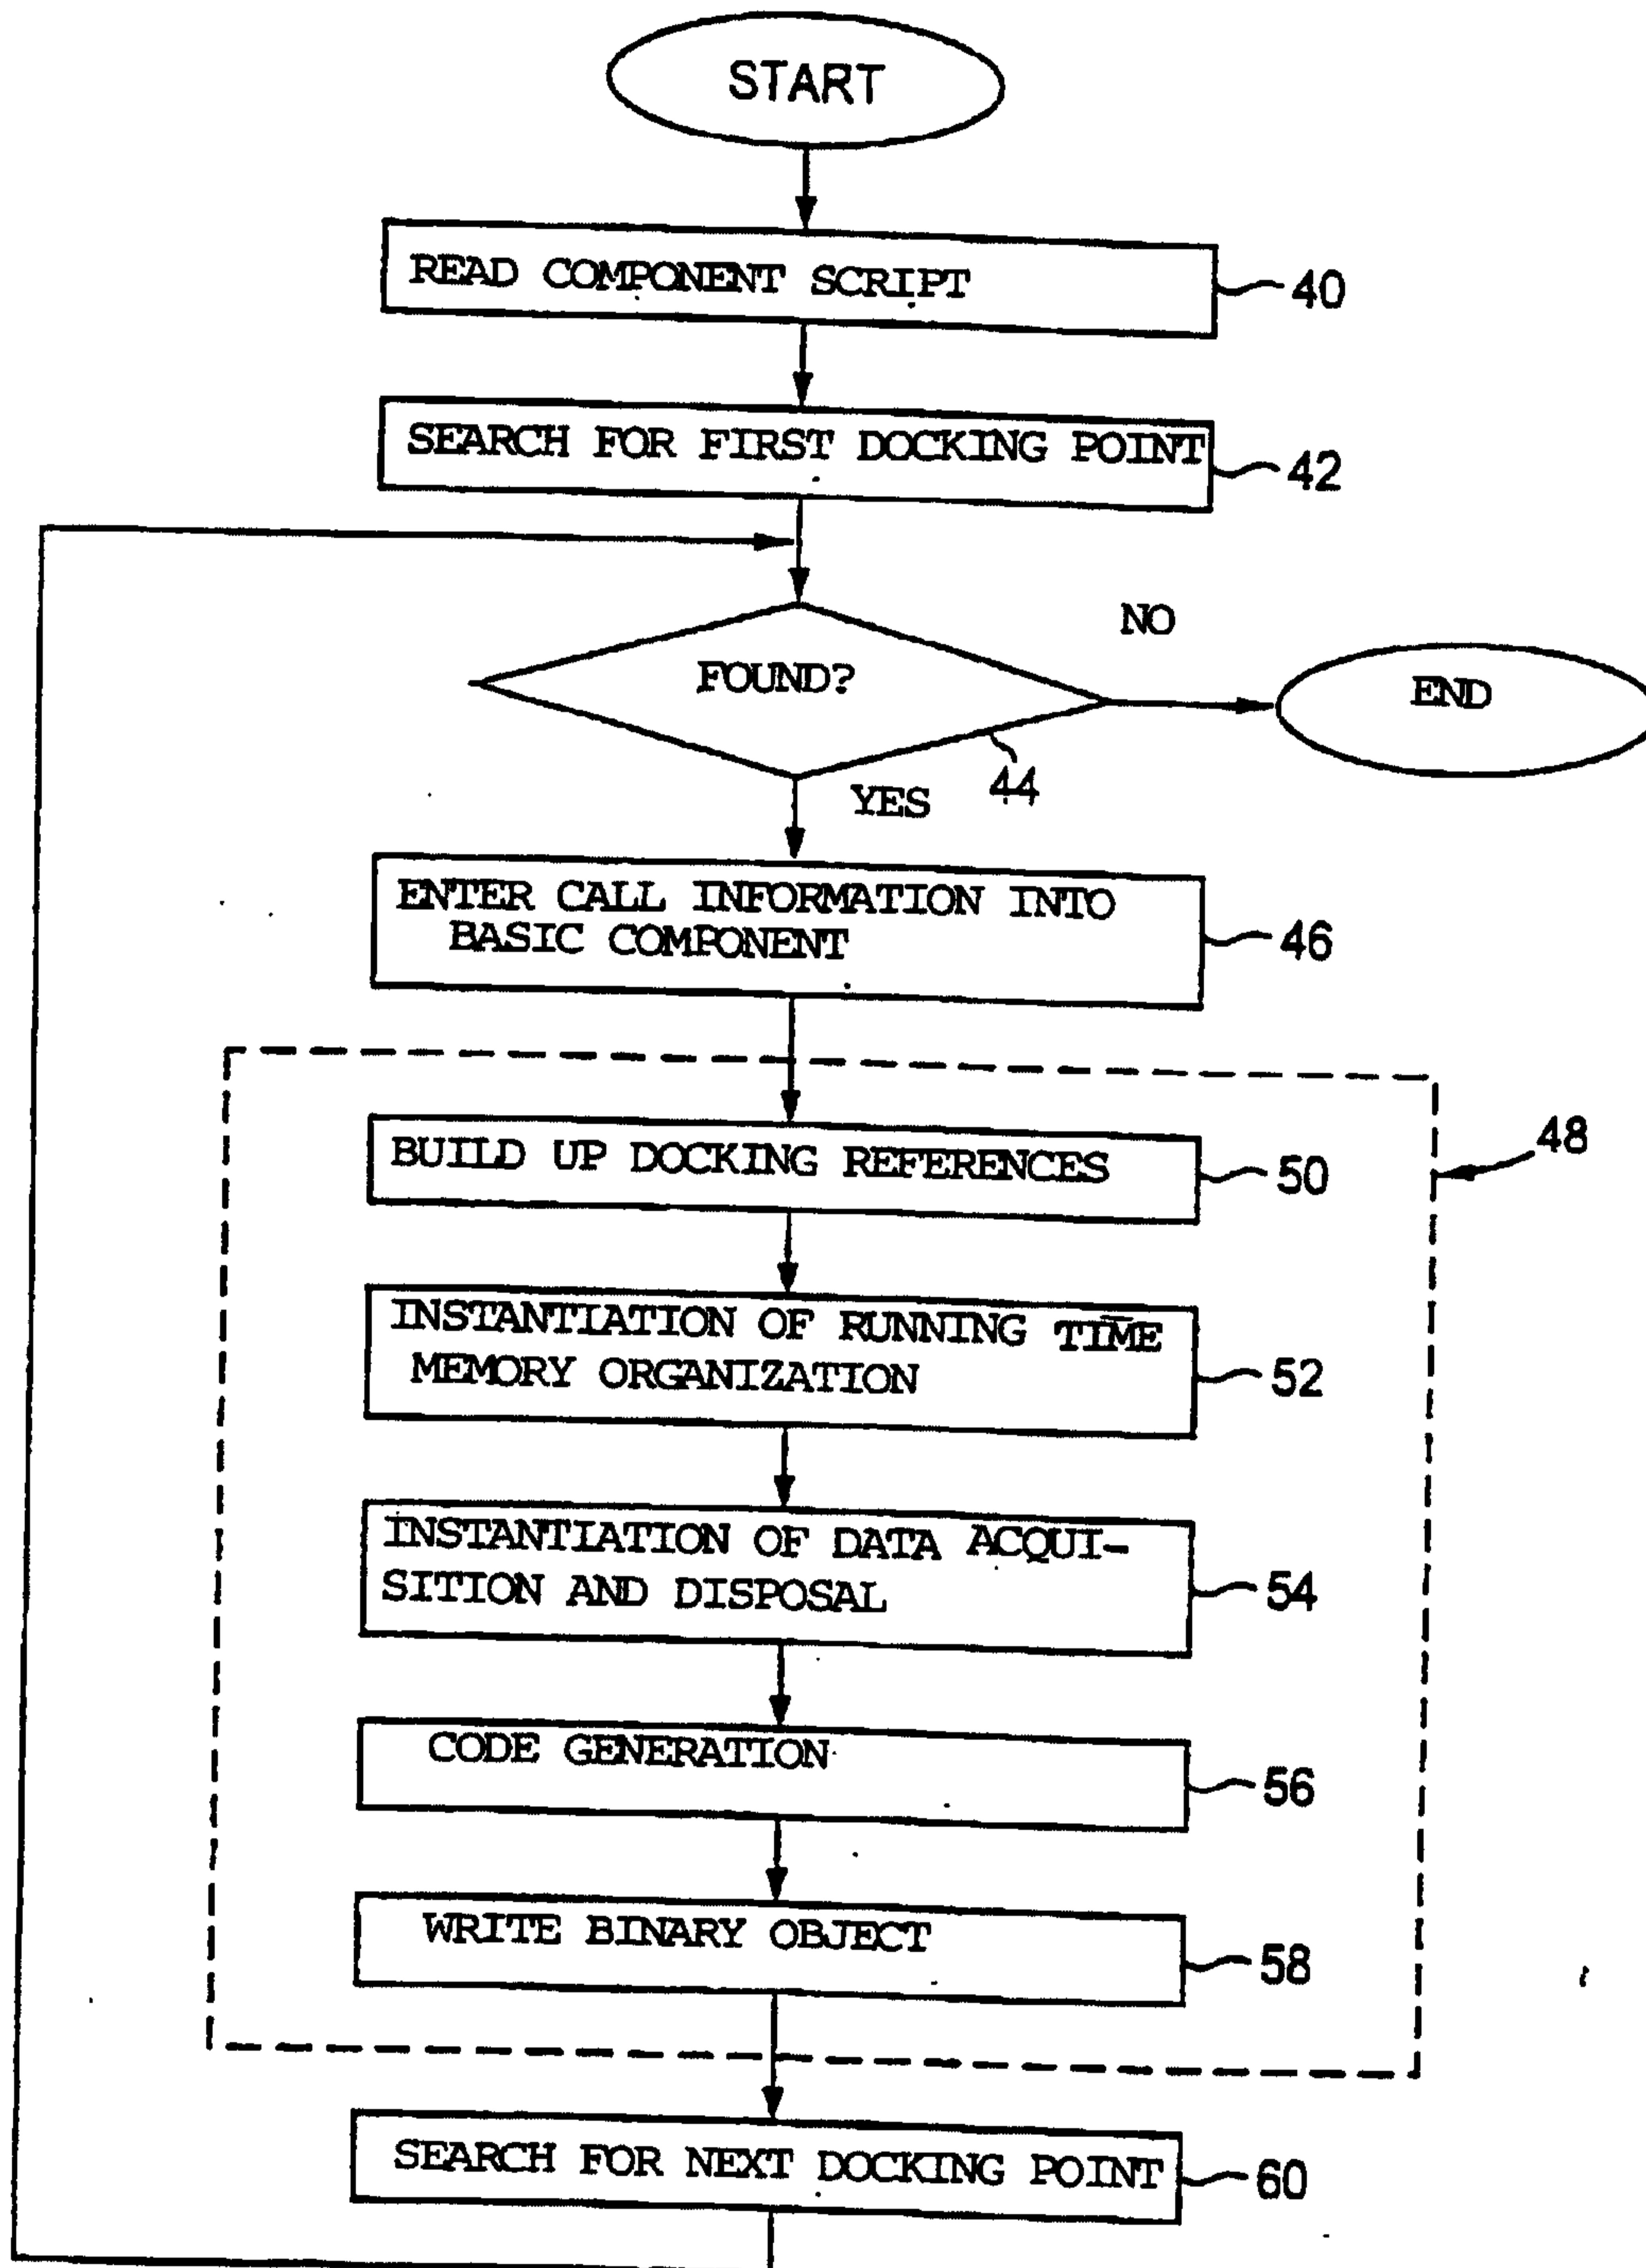 START
READ COMPONENT SCRIPT
40
SEARCH FOR FIRST DOCKING POINT
42
NO
FOUND?
END
44
YES
ENTER CALL INFORMATION INTO
BASIC COMPONENT
46
48
BUILD UP DOCKING REFERENCES
50
INSTANTIATION OF RUNNING TIME
MEMORY ORGANIZATION
52
INSTANTIATION OF DATA ACQUI-
SITION AND DISPOSAL
54
CODE GENERATION
56
WRITE BINARY OBJECT
58
SEARCH FOR NEXT DOCKING POINT
60